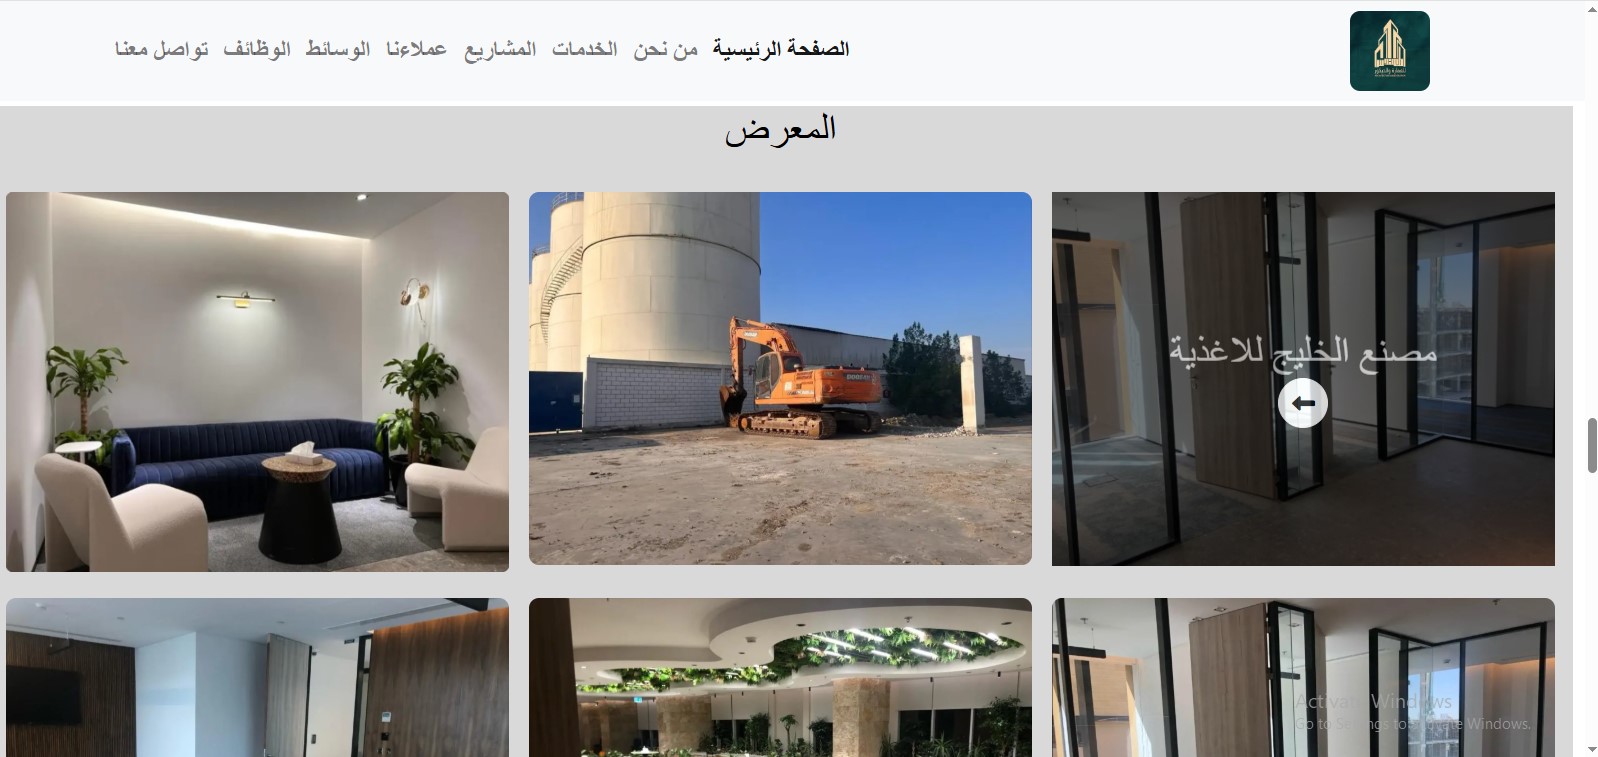 الصفحة الرئيسية من نحن الخدمات المشاريع عملاءنا الوسائط الوظائف تواصل معنا
المعرض
مصنع الخليج للاغذية
DOOSAN
Activate Windows
Go to Settings to activate Windows.